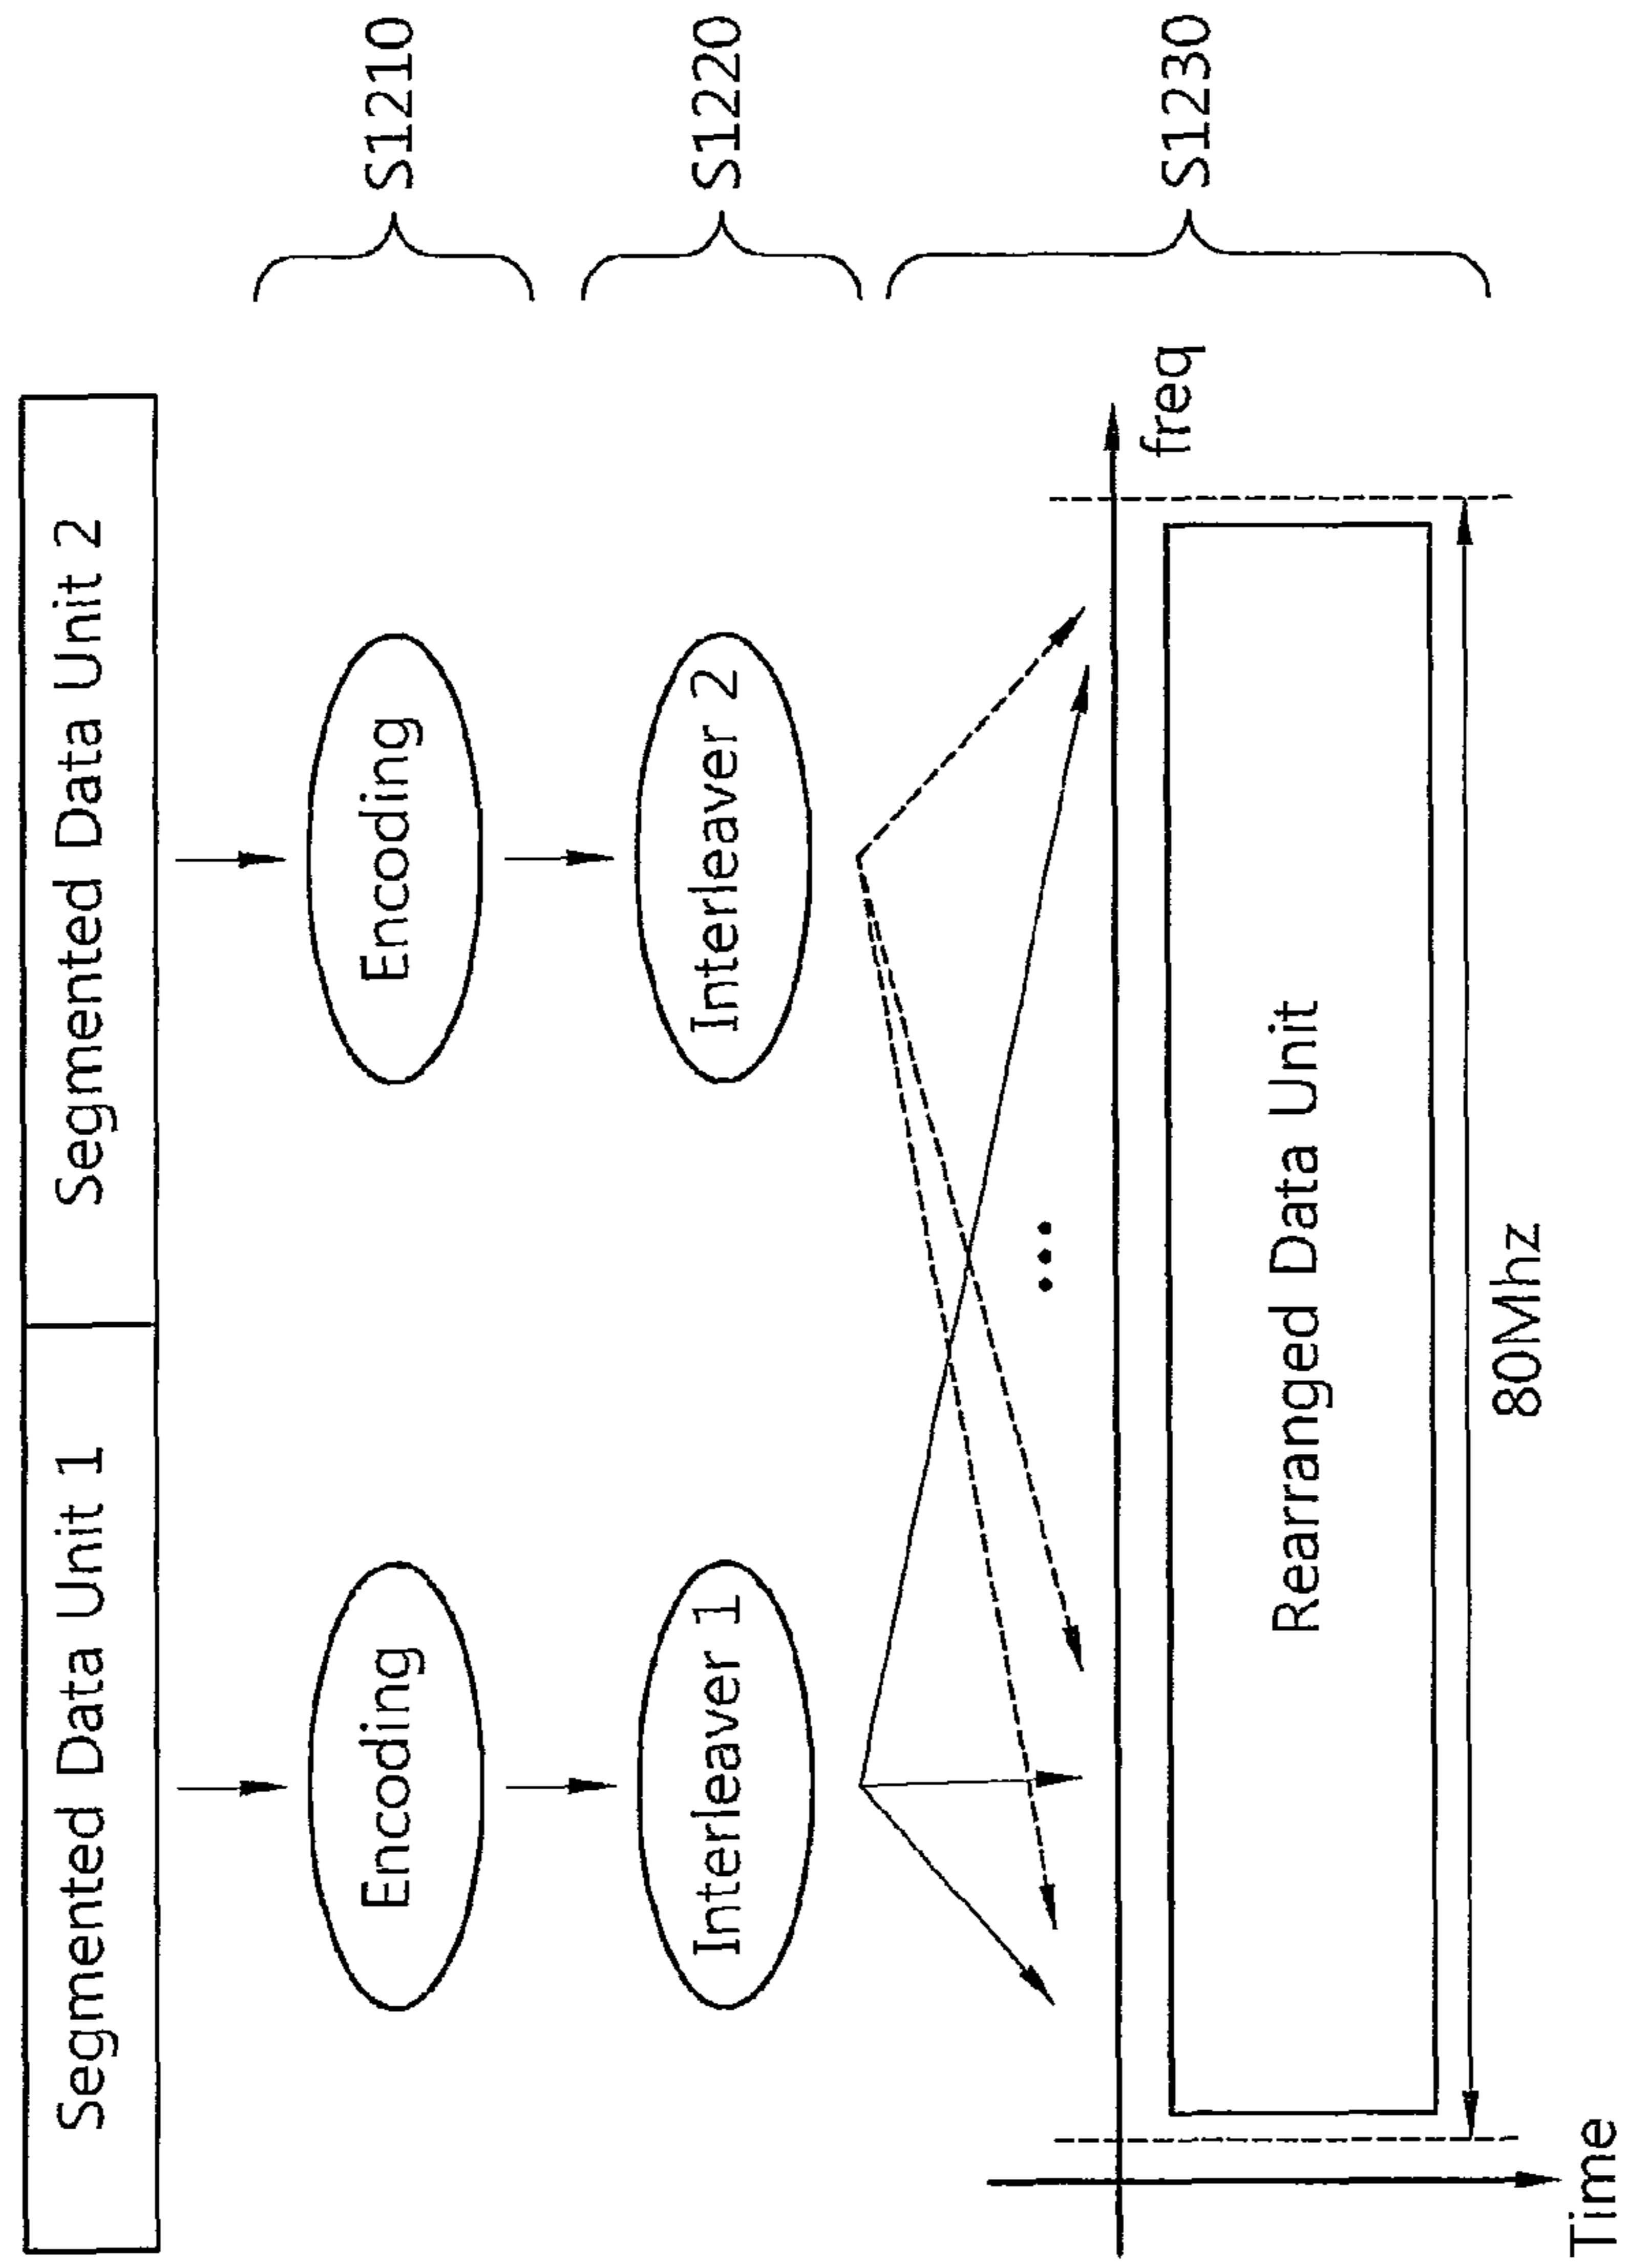 Segmented Data Unit 1
Segmented Data Unit 2
Encoding
Encoding
S1210
Interleaver 1
Interleaver 2
S1220
...
freq
S1230
Rearranged Data Unit
80Mhz
Time